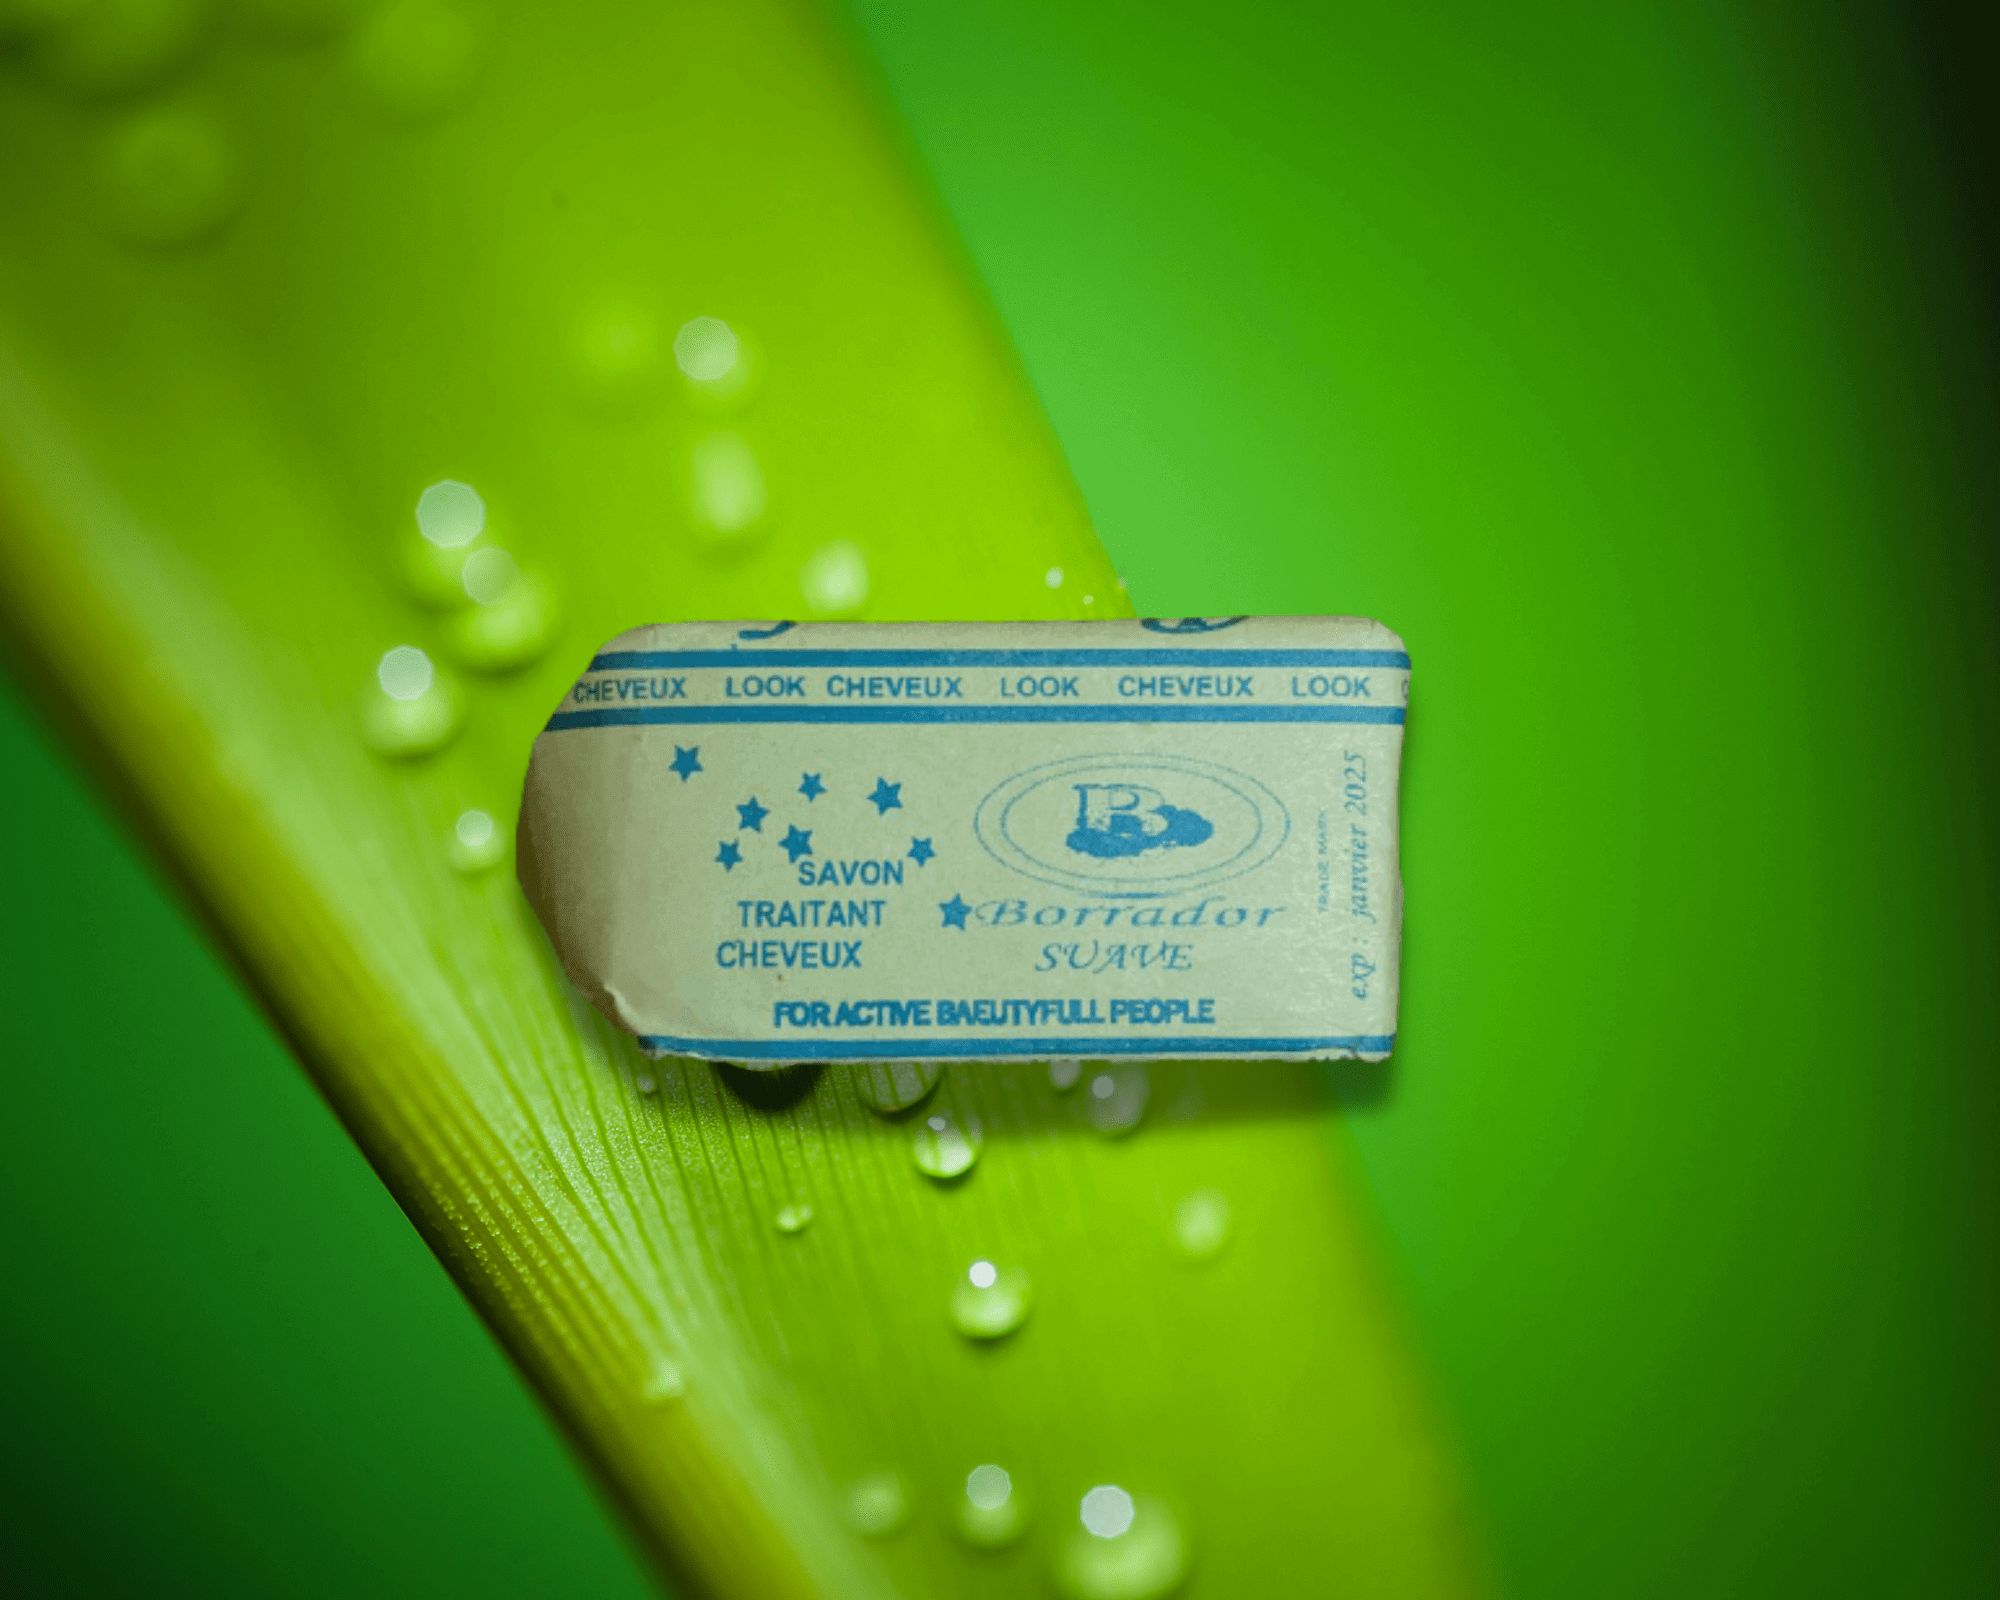 CHEVEUX LOOK CHEVEUX LOOK CHEVEUX LOOK
SAVON
TRAITANT
CHEVEUX
B
Borrador
SUAVE
TRADE MARK
exp : janvier 2025
FOR ACTIVE BAEUTYFULL PEOPLE